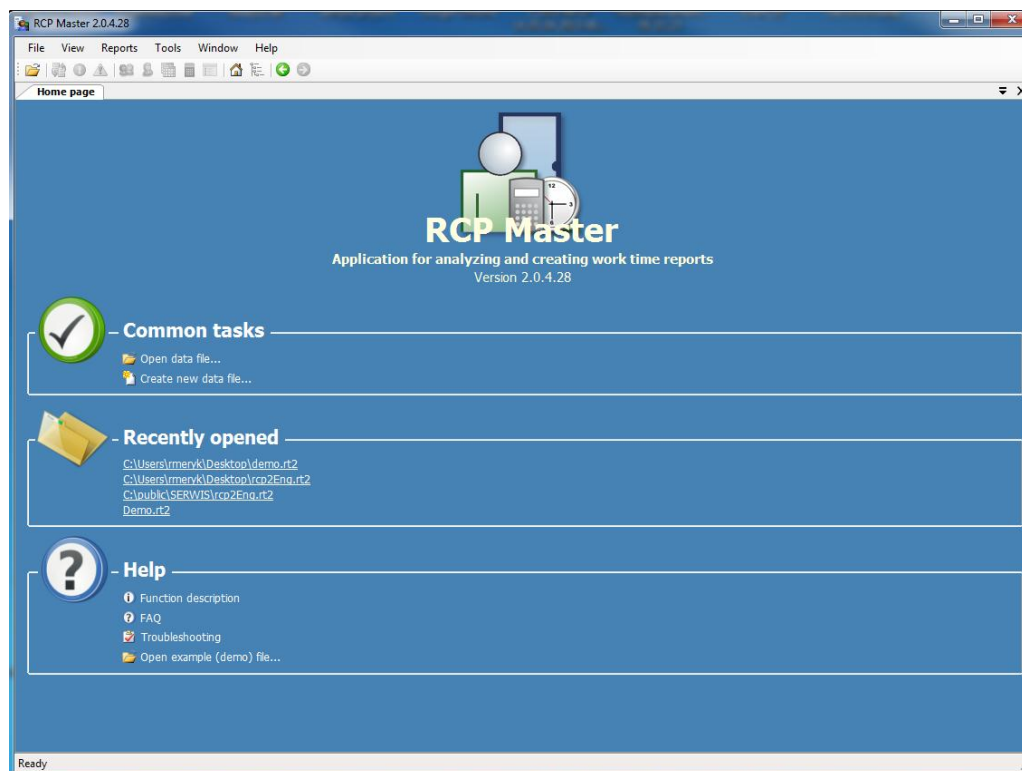 RCP Master 2.0.4.28
File View Reports Tools Window Help
Home page
12
3
RCP Master
Application for analyzing and creating work time reports
Version 2.0.4.28
Common tasks
Open data file...
Create new data file...
Recently opened
C:\Users\rmeryk\Desktop\demo.rt2
C:\Users\rmeryk\Desktop\rcp2Eng.rt2
C:\public\SERWIS\rcp2Eng.rt2
Demo.rt2
Help
Function description
FAQ
Troubleshooting
Open example (demo) file...
Ready